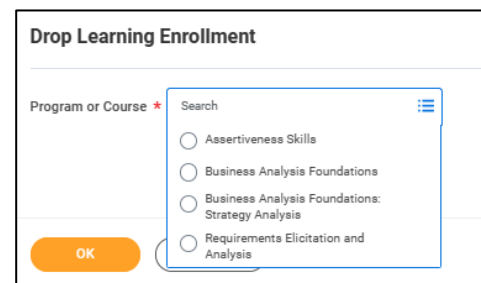 Drop Learning Enrollment
Program or Course *
Search
Assertiveness Skills
Business Analysis Foundations
Business Analysis Foundations:
Strategy Analysis
Requirements Elicitation and
Analysis
OK